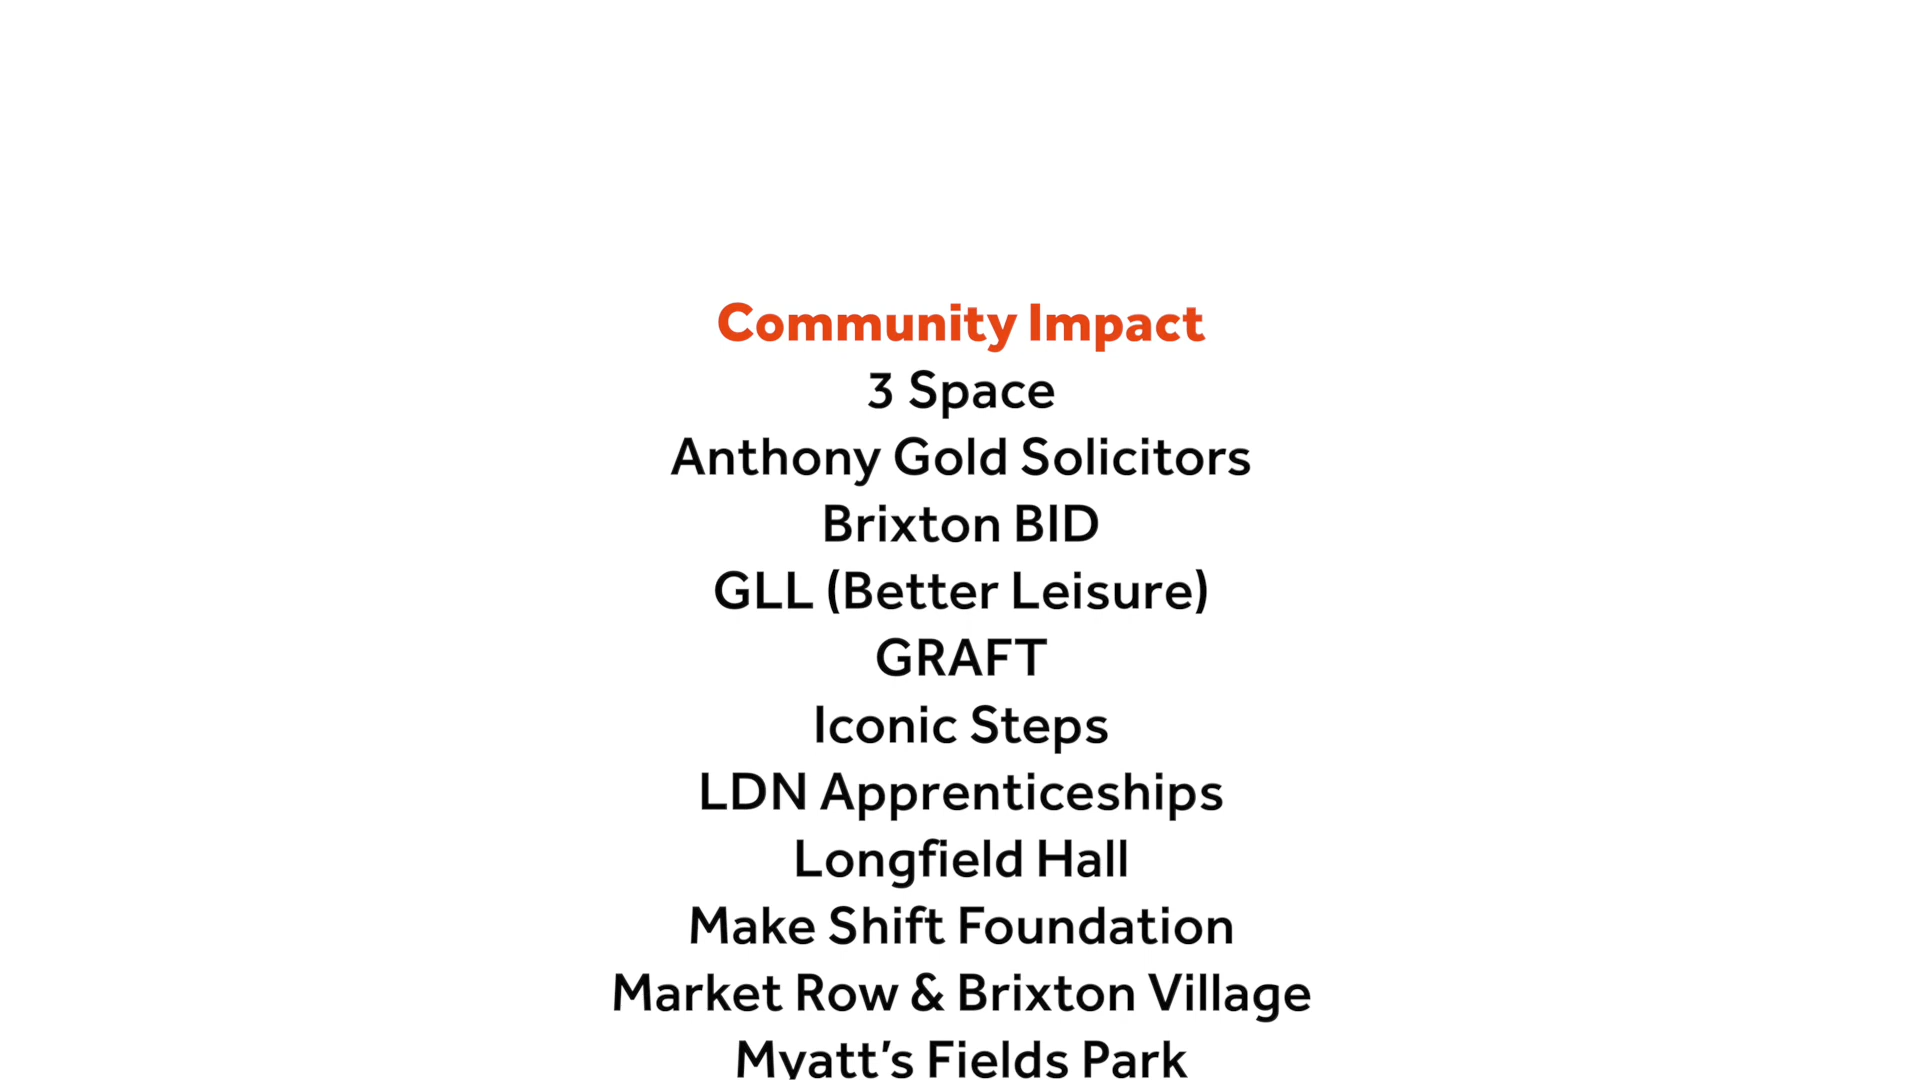 Community Impact
3 Space
Anthony Gold Solicitors
Brixton BID
GLL (Better Leisure)
GRAFT
Iconic Steps
LDN Apprenticeships
Longfield Hall
Make Shift Foundation
Market Row & Brixton Village
Myatt’s Fields Park